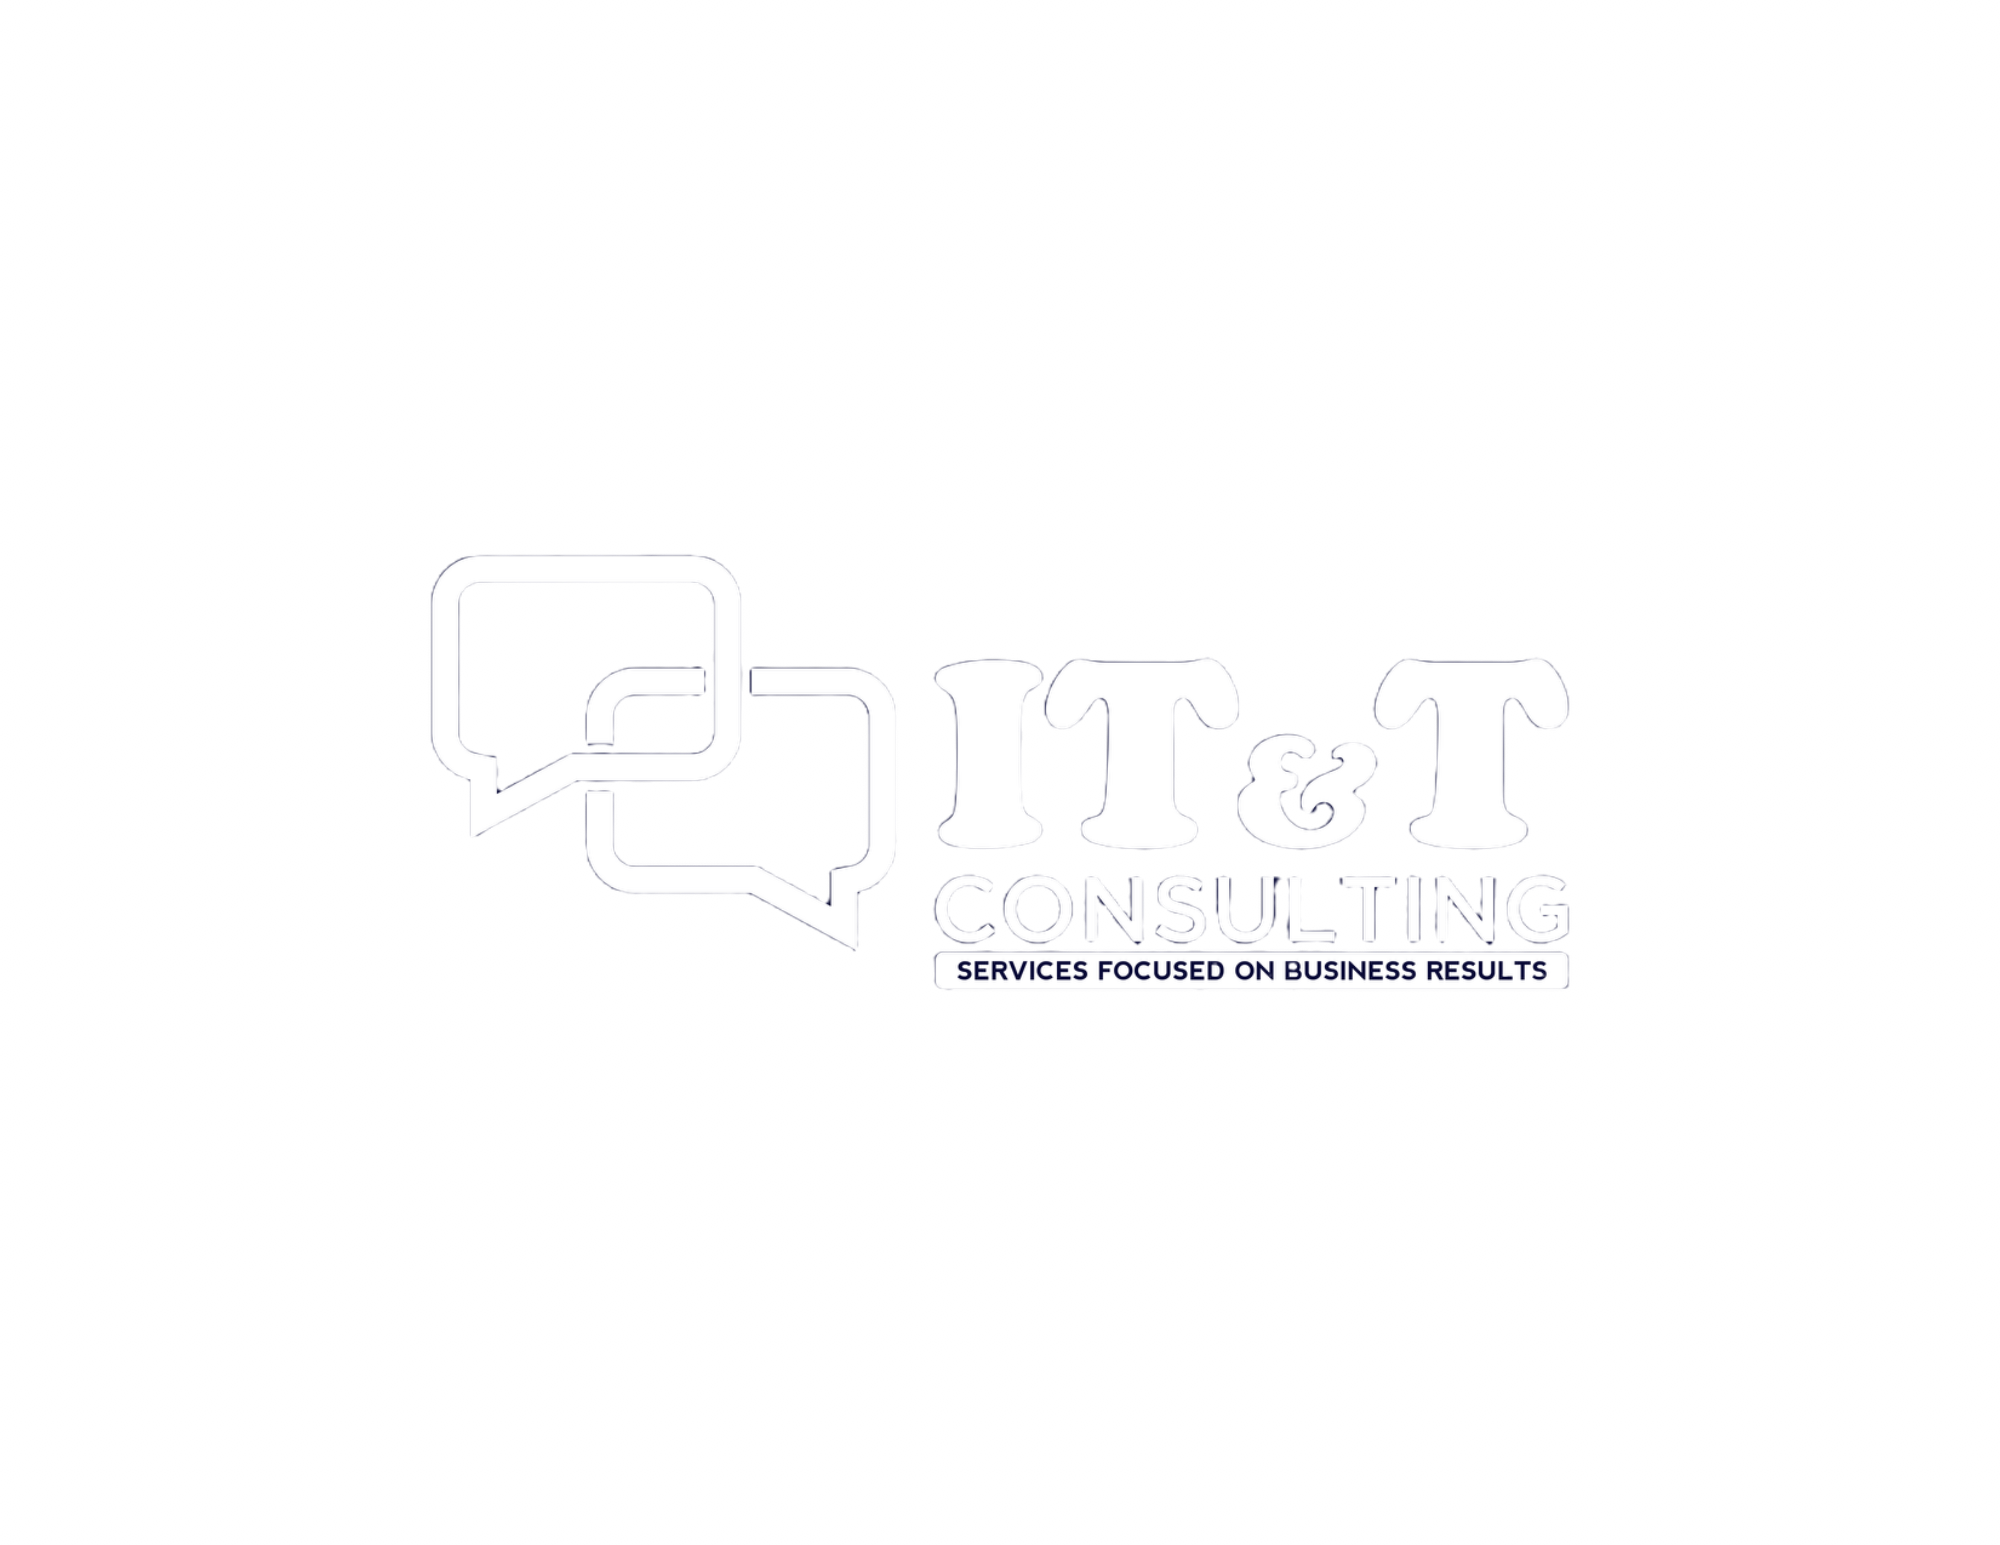 IT&T
CONSULTING
SERVICES FOCUSED ON BUSINESS RESULTS